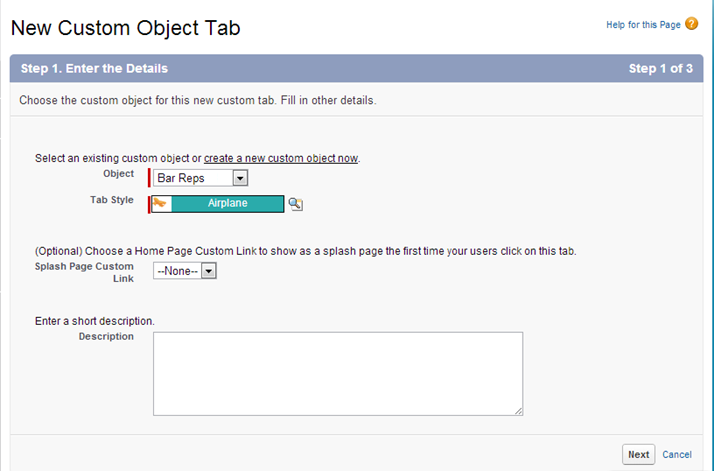 New Custom Object Tab
Help for this Page ?
Step 1. Enter the Details
Step 1 of 3
Choose the custom object for this new custom tab. Fill in other details.
Select an existing custom object or create a new custom object now.
Object
Bar Reps
Tab Style
Airplane
(Optional) Choose a Home Page Custom Link to show as a splash page the first time your users click on this tab.
Splash Page Custom
Link
--None--
Enter a short description.
Description
Next
Cancel